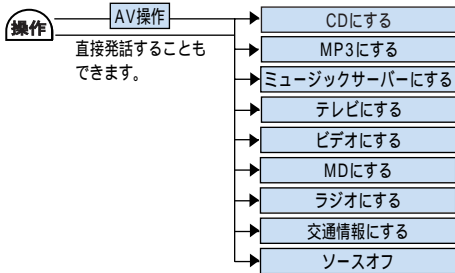 操作
AV操作
直接発話することも
できます。
CDにする
MP3にする
ミュージックサーバーにする
テレビにする
ビデオにする
MDにする
ラジオにする
交通情報にする
ソースオフ